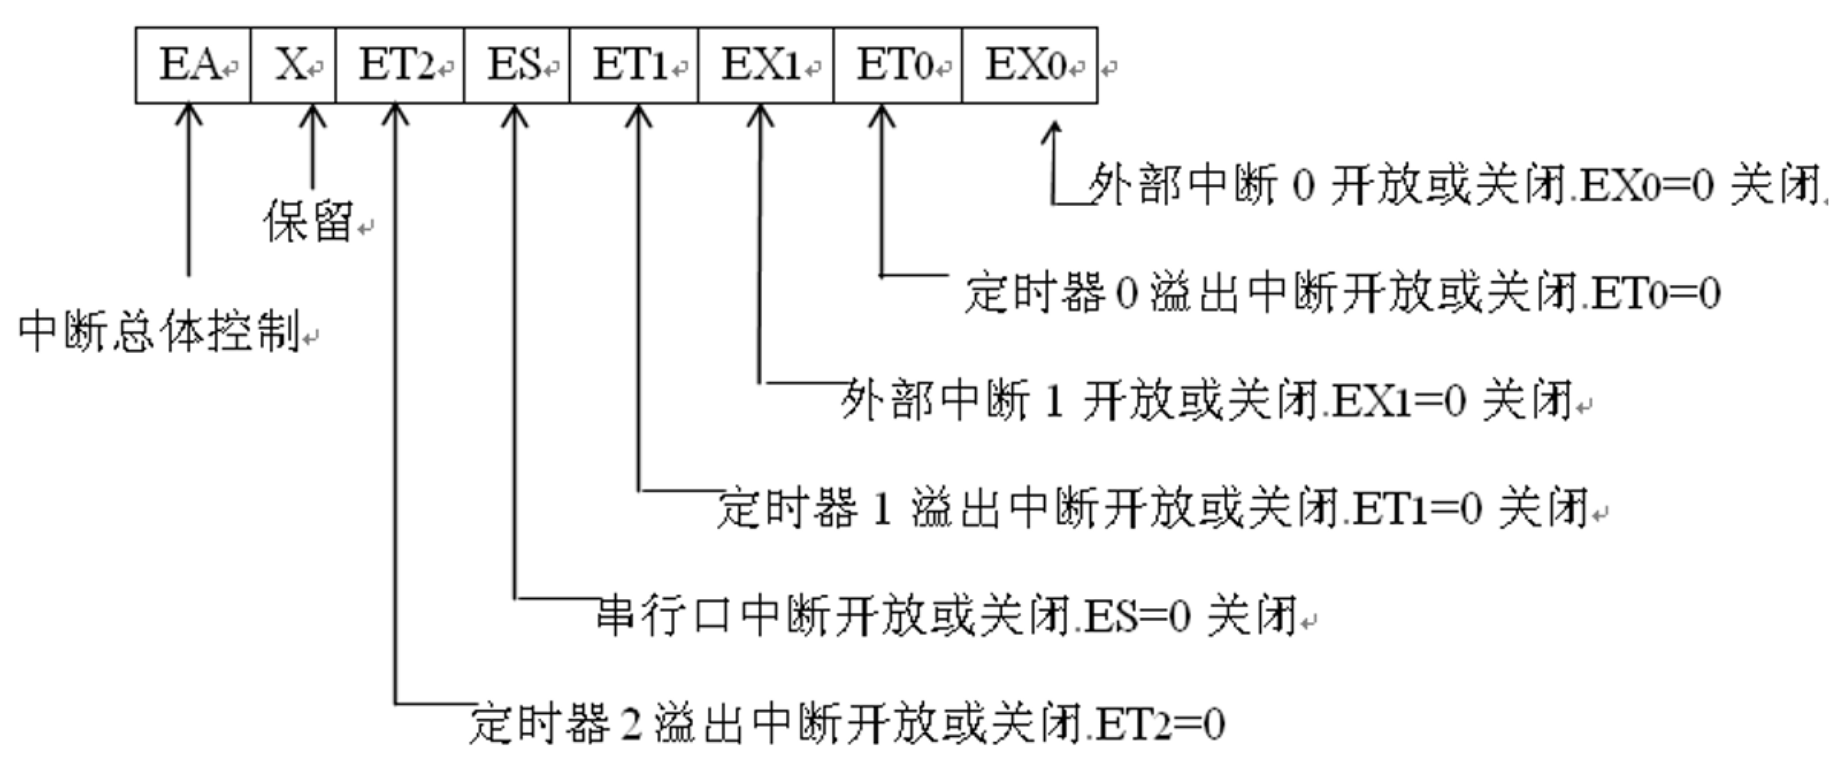 EA X ET2 ES ET1 EX1 ET0 EX0
外部中断 0 开放或关闭.EX0=0 关闭.
保留
定时器 0 溢出中断开放或关闭.ET0=0
中断总体控制
外部中断 1 开放或关闭.EX1=0 关闭
定时器 1 溢出中断开放或关闭.ET1=0 关闭
串行口中断开放或关闭.ES=0 关闭
定时器 2 溢出中断开放或关闭.ET2=0